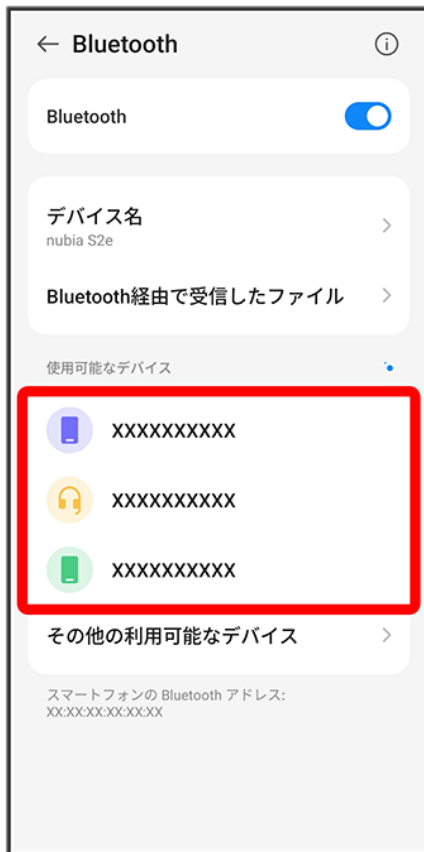 Bluetooth
Bluetooth
デバイス名
nubia S2e
Bluetooth経由で受信したファイル
使用可能なデバイス
XXXXXXXXXX
XXXXXXXXXX
XXXXXXXXXX
その他の利用可能なデバイス
スマートフォンの Bluetooth アドレス:
XX:XX:XX:XX:XX:XX